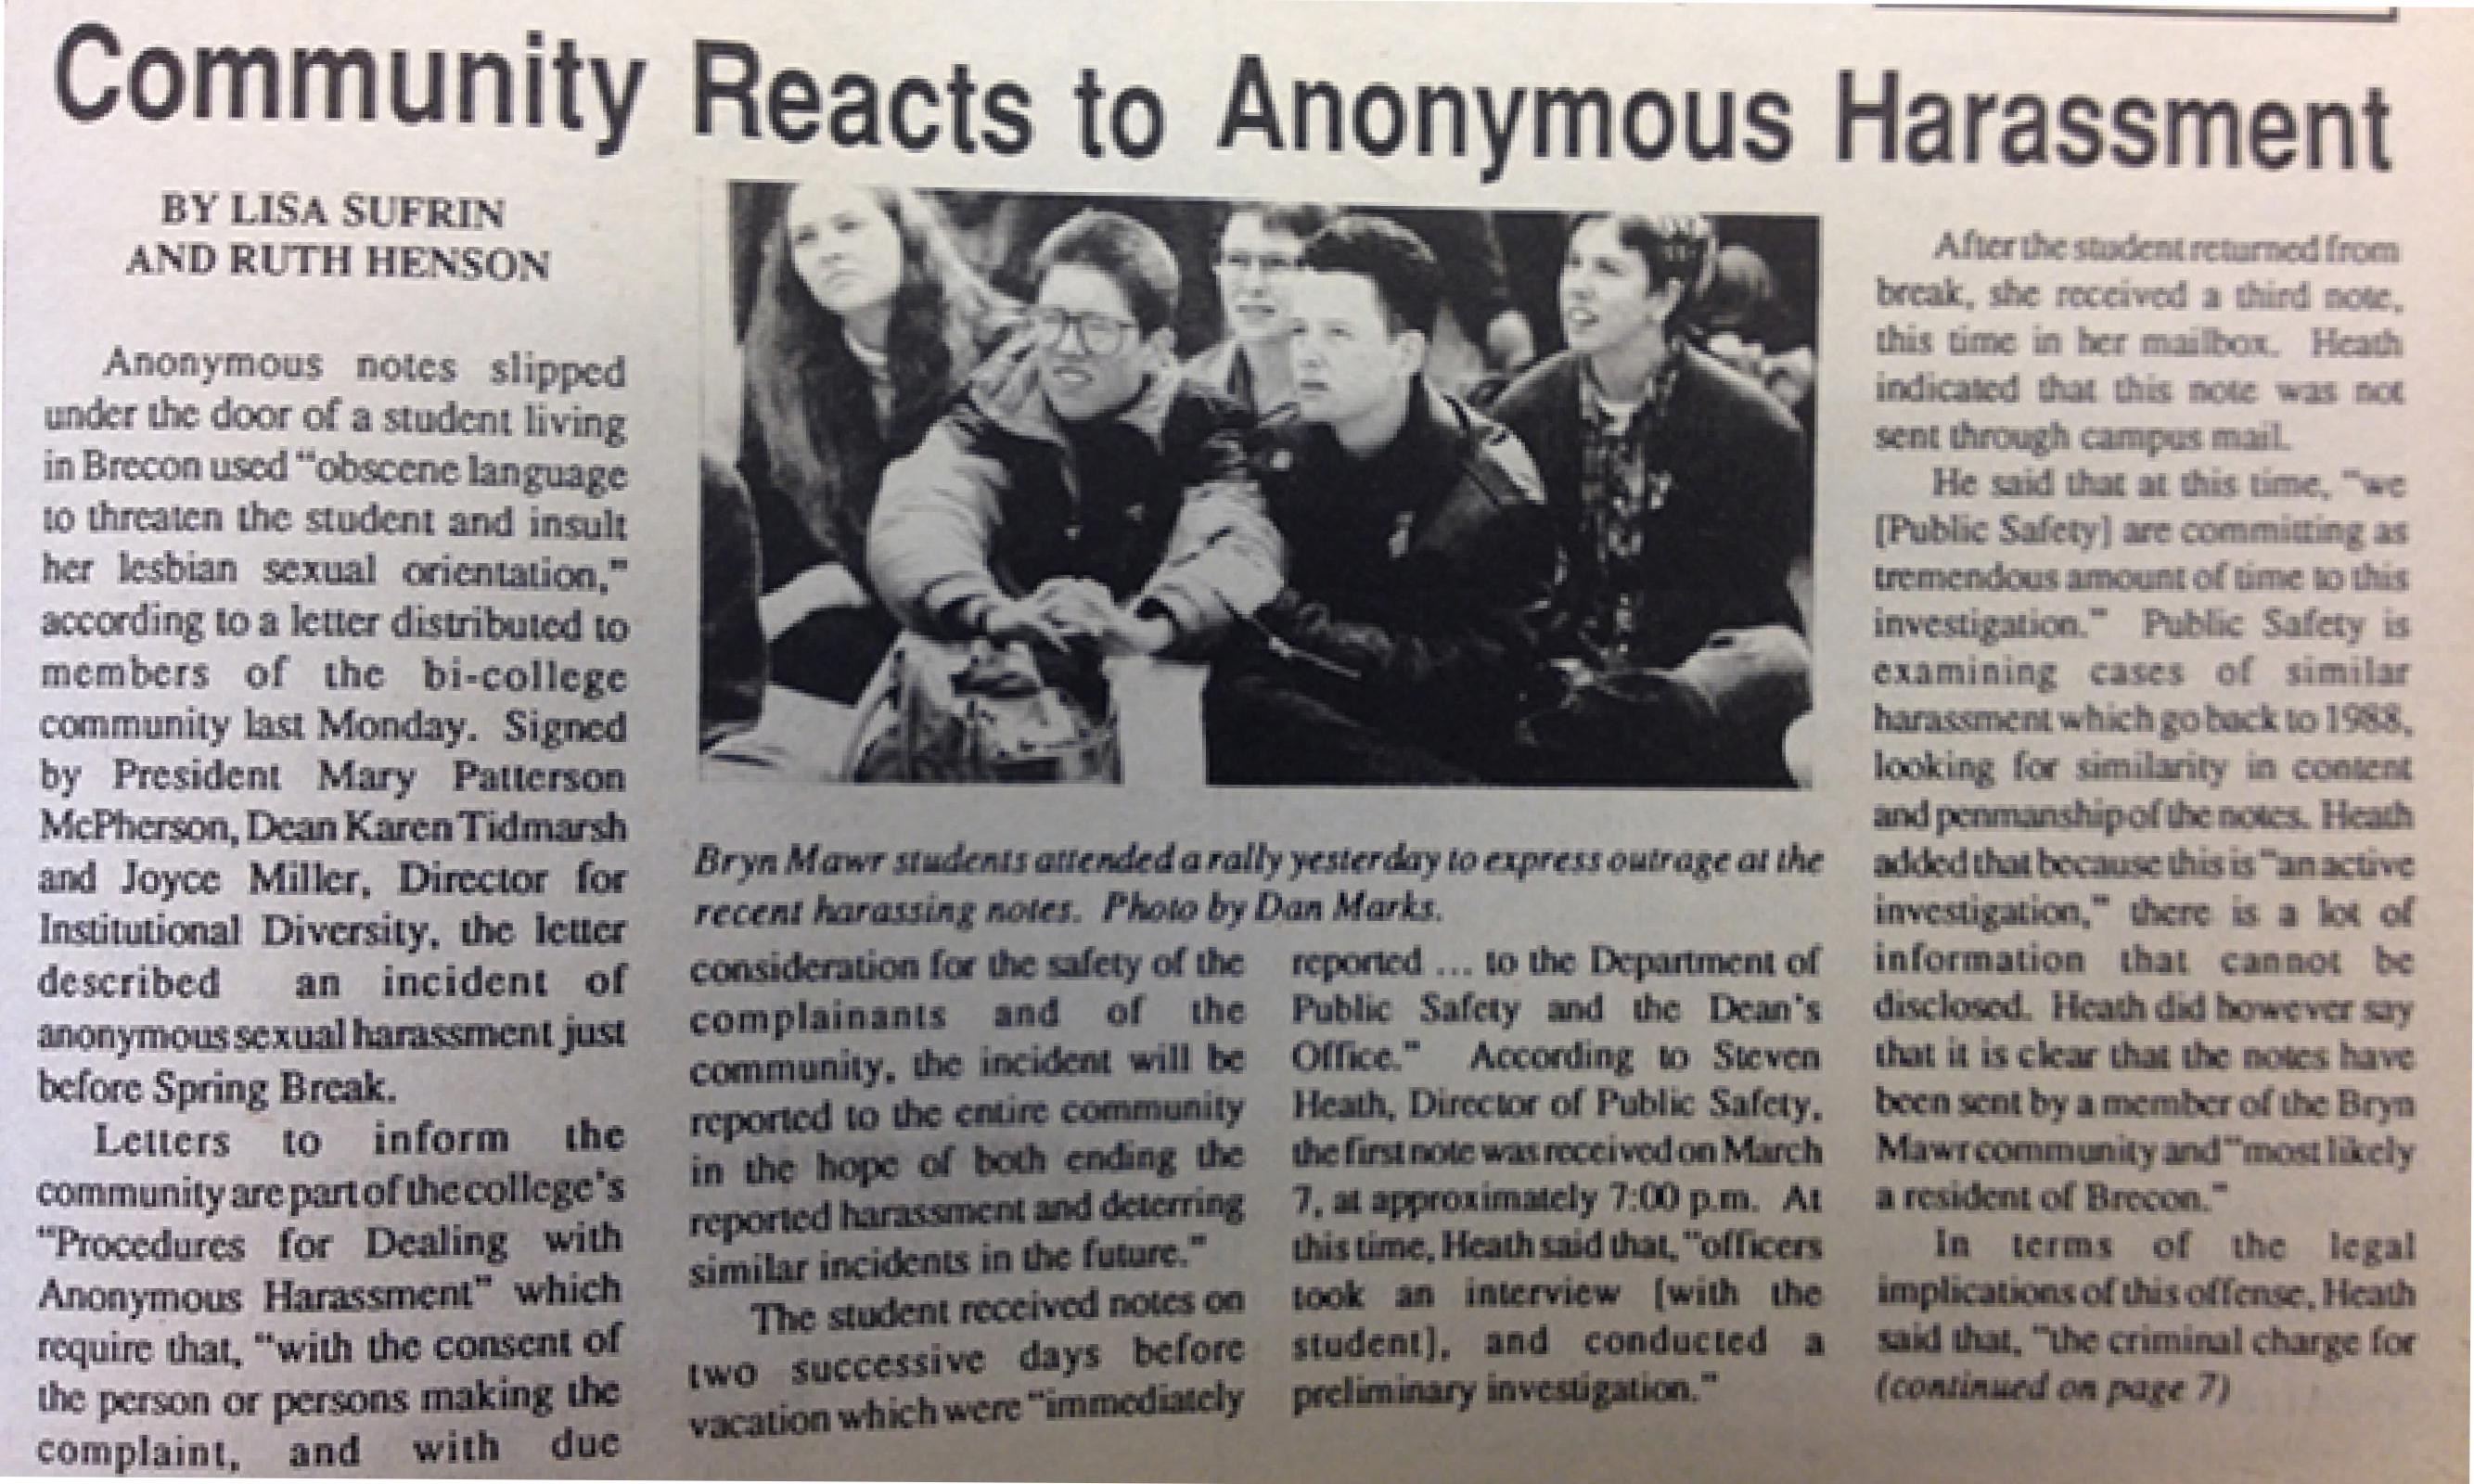 Community Reacts to Anonymous Harassment
BY LISA SUFRIN
AND RUTH HENSON
Anonymous notes slipped
under the door of a student living
in Brecon used "obscene language
to threaten the student and insult
her lesbian sexual orientation,"
according to a letter distributed to
members of the bi-college
community last Monday. Signed
by President Mary Patterson
McPherson, Dean Karen Tidmarsh
and Joyce Miller, Director for
Institutional Diversity, the letter
described an incident of
anonymous sexual harassment just
before Spring Break.
Letters to inform the
community are part of the college's
"Procedures for Dealing with
Anonymous Harassment" which
require that, "with the consent of
the person or persons making the
complaint, and with due
Bryn Mawr students attended a rally yesterday to express outrage at the
recent harassing notes. Photo by Dan Marks.
consideration for the safety of the
complainants and of the
community, the incident will be
reported to the entire community
in the hope of both ending the
reported harassment and deterring
similar incidents in the future."
The student received notes on
two successive days before
vacation which were "immediately
reported ... to the Department of
Public Safety and the Dean's
Office." According to Steven
Heath, Director of Public Safety,
the first note was received on March
7, at approximately 7:00 p.m. At
this time, Heath said that, "officers
took an interview [with the
student], and conducted a
preliminary investigation."
After the student returned from
break, she received a third note,
this time in her mailbox. Heath
indicated that this note was not
sent through campus mail.
He said that at this time, "we
[Public Safety] are committing as
tremendous amount of time to this
investigation." Public Safety is
examining cases of similar
harassment which go back to 1988,
looking for similarity in content
and penmanship of the notes. Heath
added that because this is "an active
investigation," there is a lot of
information that cannot be
disclosed. Heath did however say
that it is clear that the notes have
been sent by a member of the Bryn
Mawr community and "most likely
a resident of Brecon."
In terms of the legal
implications of this offense, Heath
said that, "the criminal charge for
(continued on page 7)